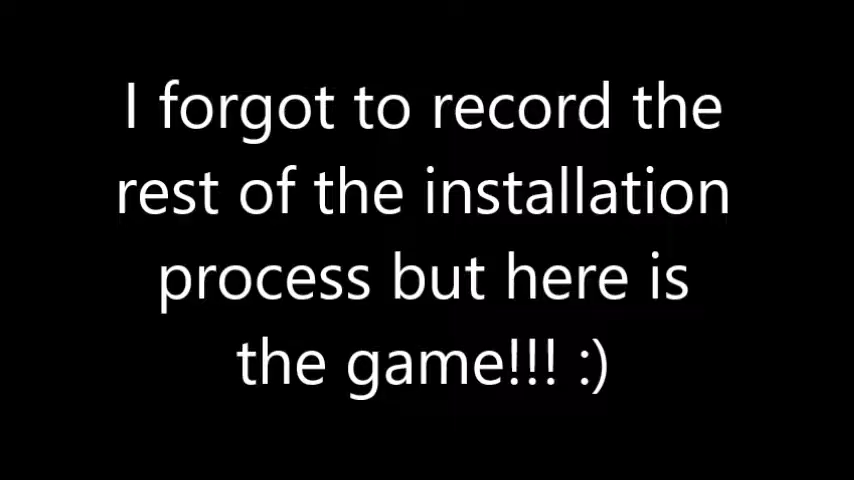 I forgot to record the
rest of the installation
process but here is
the game!!! :)